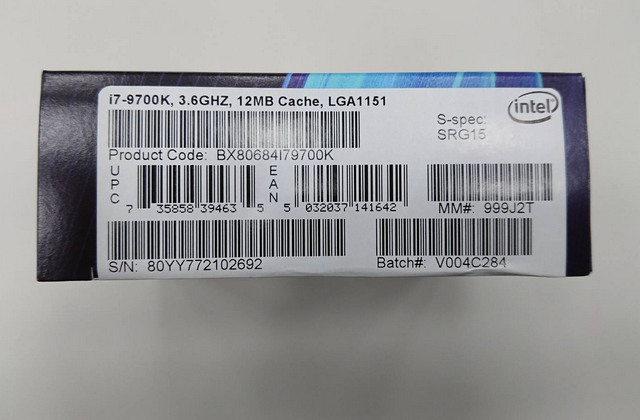 i7-9700K, 3.6GHZ, 12MB Cache, LGA1151
intel
S-spec:
SRG15
Product Code: BX80684I79700K
UPC
7 35858 39463 5
EAN
5 032037 141642
MM#: 999J2T
S/N: 80YY772102692
Batch#: V004C284